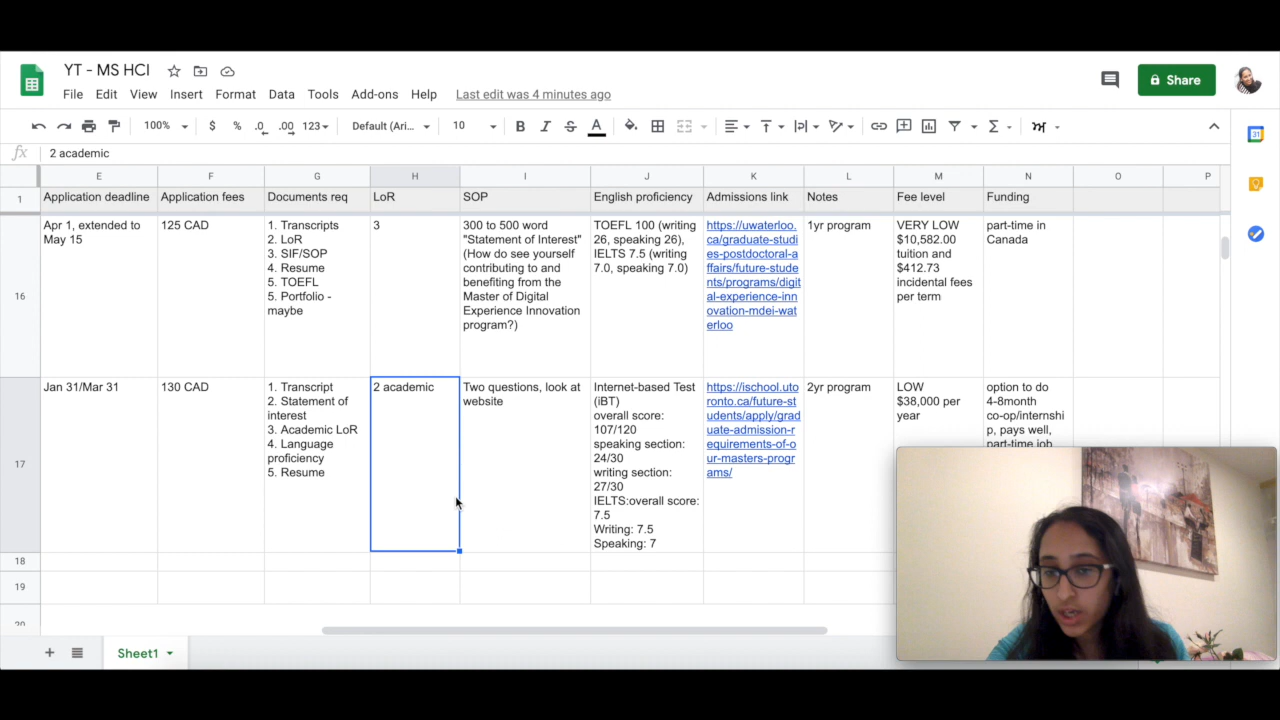 YT - MS HCI
Share
File Edit View Insert Format Data Tools Add-ons Help Last edit was 4 minutes ago
100% $ % .0 .00 123 Default (Ari... 10 B I S A
31
fx 2 academic
E F G H I J K L M N O P
1 Application deadline Application fees Documents req LoR SOP English proficiency Admissions link Notes Fee level Funding
16
Apr 1, extended to
May 15
125 CAD
1. Transcripts
2. LoR
3. SIF/SOP
4. Resume
5. TOEFL
5. Portfolio -
maybe
3
300 to 500 word
"Statement of Interest"
(How do see yourself
contributing to and
benefiting from the
Master of Digital
Experience Innovation
program?)
TOEFL 100 (writing
26, speaking 26),
IELTS 7.5 (writing
7.0, speaking 7.0)
https://uwaterloo.
ca/graduate-studi
es-postdoctoral-a
ffairs/future-stude
nts/programs/digit
al-experience-inn
ovation-mdei-wat
erloo
1yr program
VERY LOW
$10,582.00
tuition and
$412.73
incidental fees
per term
part-time in
Canada
17
Jan 31/Mar 31
130 CAD
1. Transcript
2. Statement of
interest
3. Academic LoR
4. Language
proficiency
5. Resume
2 academic
Two questions, look at
website
Internet-based Test
(iBT)
overall score:
107/120
speaking section:
24/30
writing section:
27/30
IELTS:overall score:
7.5
Writing: 7.5
Speaking: 7
https://ischool.uto
ronto.ca/future-st
udents/apply/grad
uate-admission-r
equirements-of-o
ur-masters-progr
ams/
2yr program
LOW
$38,000 per
year
option to do
4-8month
co-op/internshi
p, pays well,
part-time job
18
19
20
Sheet1